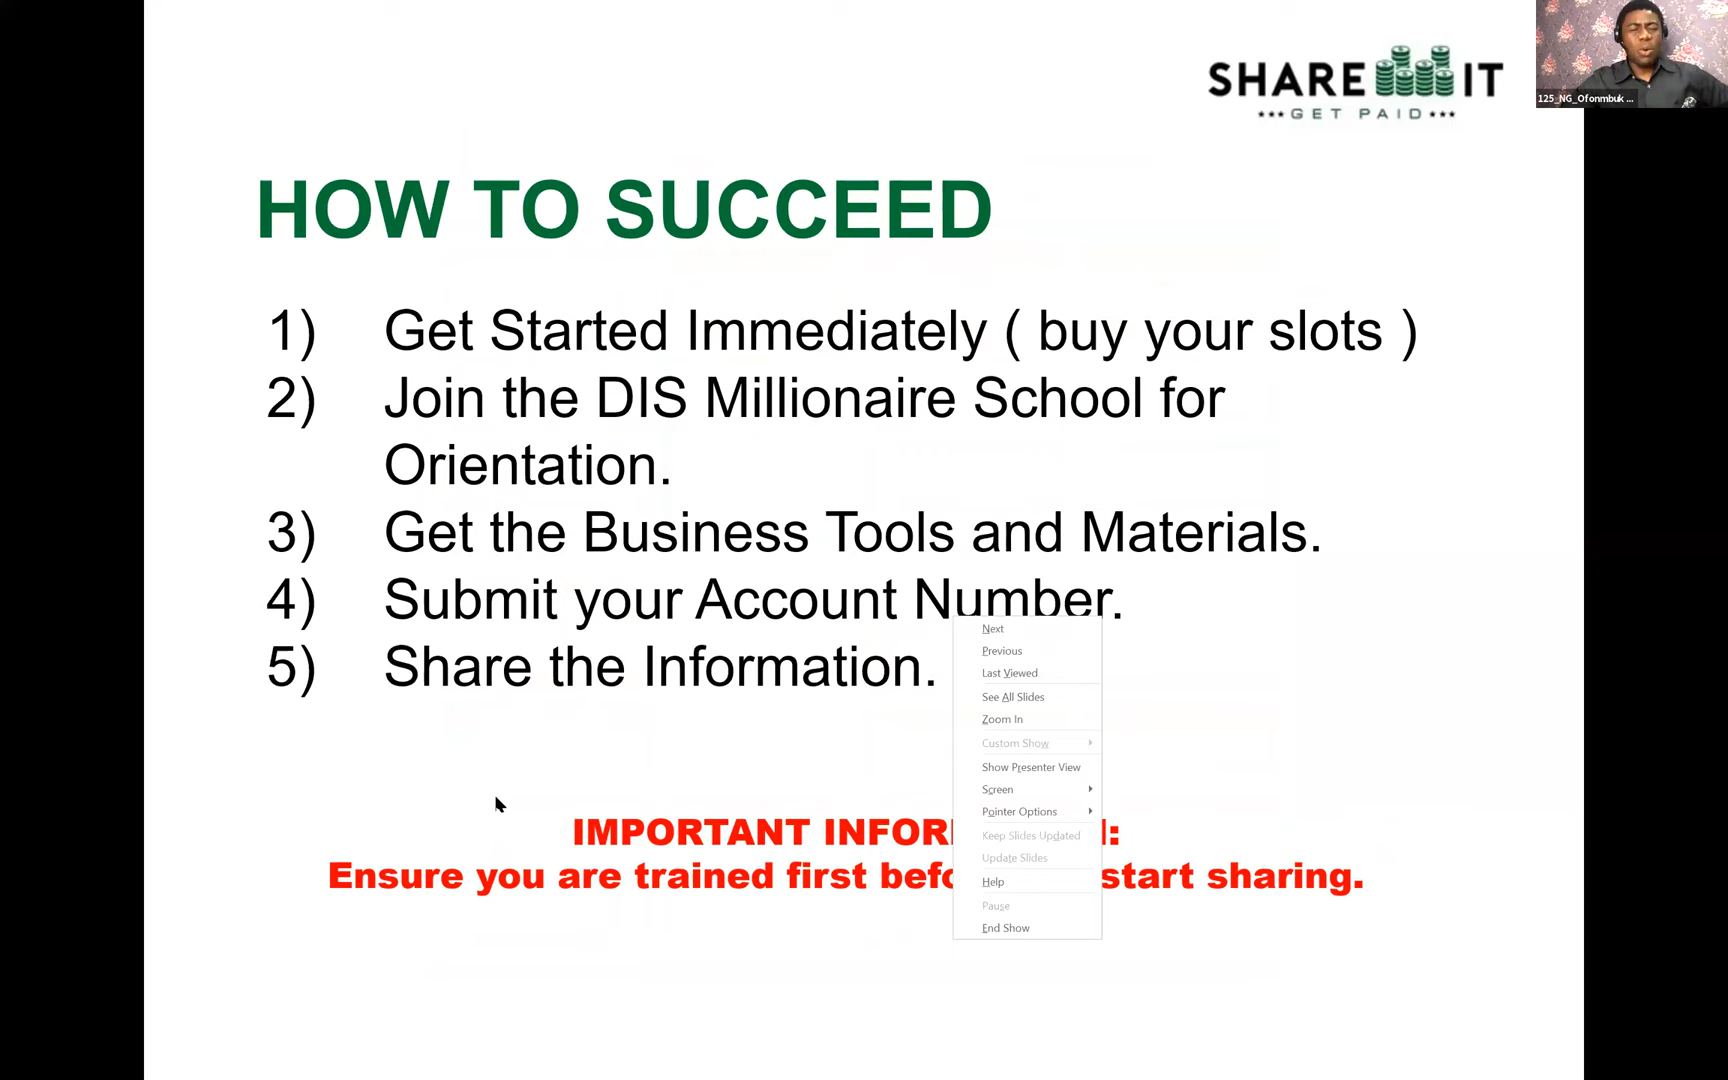 SHARE IT
GET PAID
125_NG_Ofonmbuk ...
HOW TO SUCCEED
1) Get Started Immediately ( buy your slots )
2) Join the DIS Millionaire School for
Orientation.
3) Get the Business Tools and Materials.
4) Submit your Account Number.
5) Share the Information.
Next
Previous
Last Viewed
See All Slides
Zoom In
Custom Show
Show Presenter View
Screen
Pointer Options
Keep Slides Updated
Update Slides
Help
Pause
End Show
IMPORTANT INFOR :
Ensure you are trained first befo start sharing.